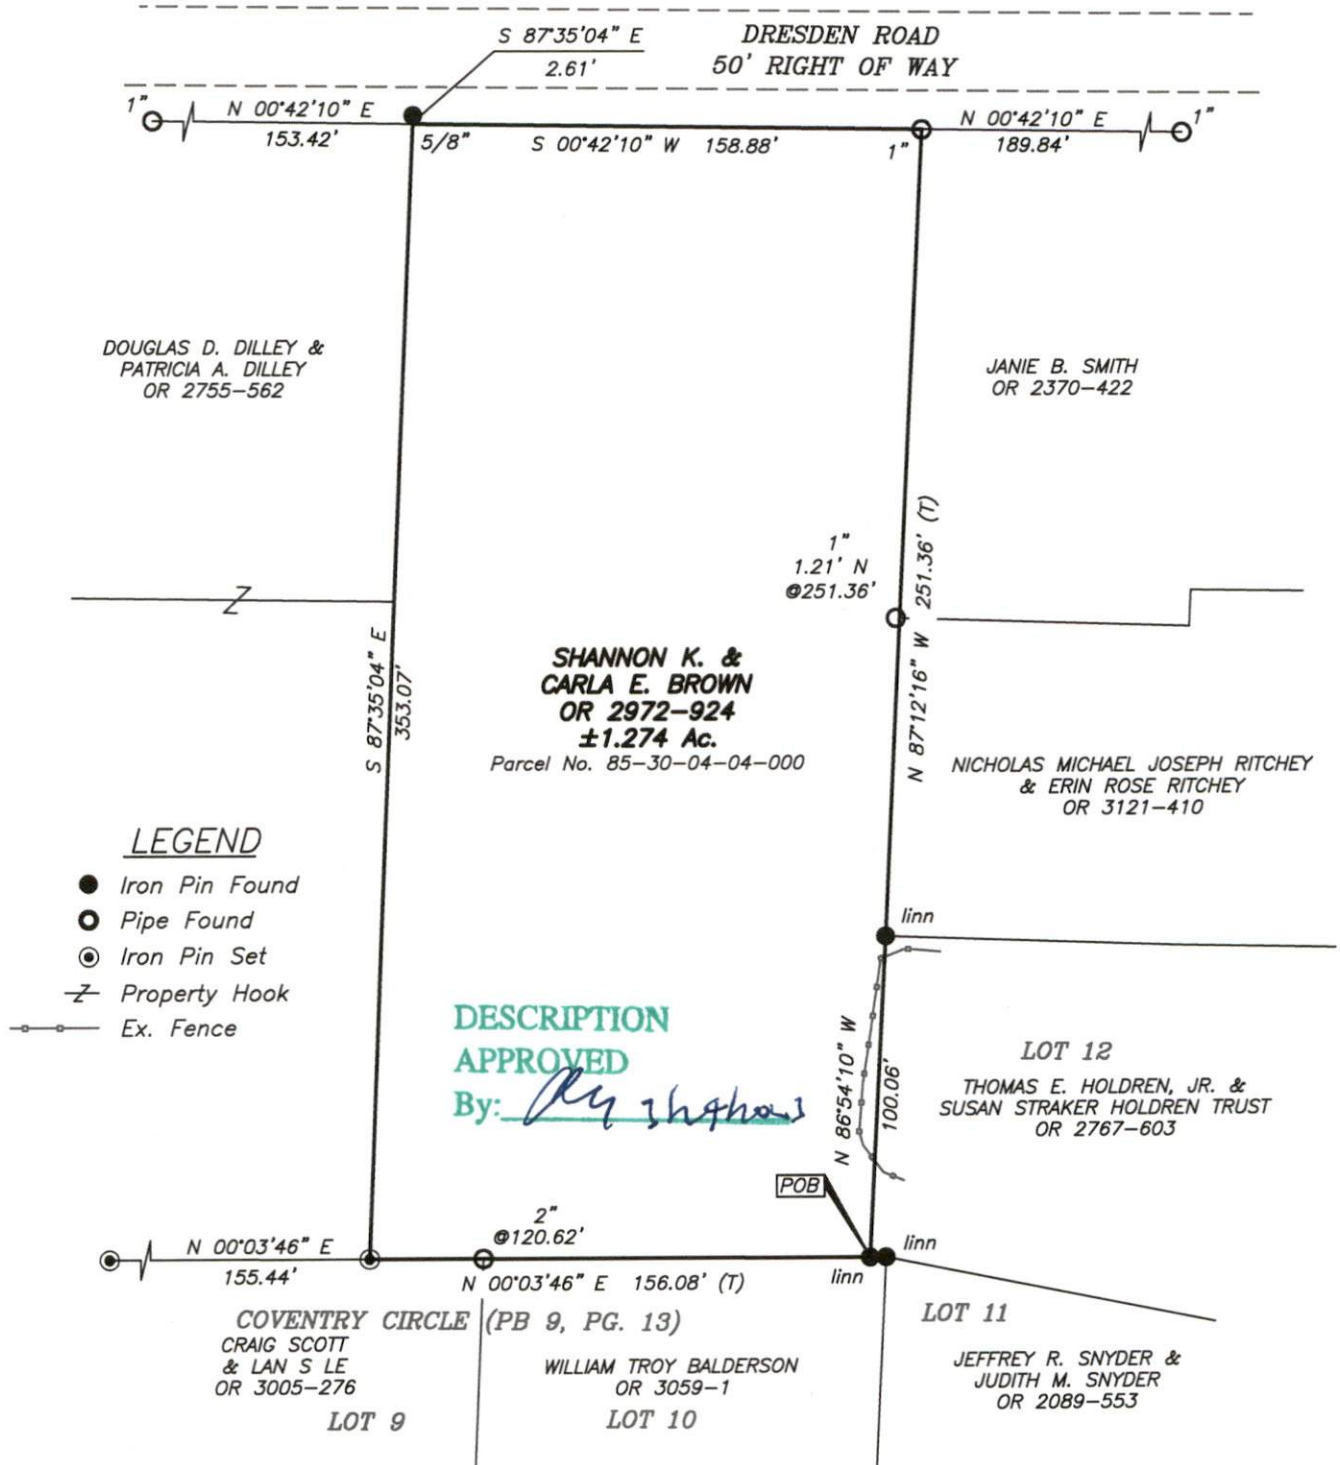 S 87°35'04" E
2.61'
DRESDEN ROAD
50' RIGHT OF WAY
1"
N 00°42'10" E
153.42'
5/8"
S 00°42'10" W 158.88'
1"
N 00°42'10" E
189.84'
1"
DOUGLAS D. DILLEY &
PATRICIA A. DILLEY
OR 2755-562
JANIE B. SMITH
OR 2370-422
1"
1.21' N
@251.36'
N 87°12'16" W 251.36' (T)
Z
S 87°35'04" E
353.07'
SHANNON K. &
CARLA E. BROWN
OR 2972-924
±1.274 Ac.
Parcel No. 85-30-04-04-000
NICHOLAS MICHAEL JOSEPH RITCHEY
& ERIN ROSE RITCHEY
OR 3121-410
LEGEND
Iron Pin Found
Pipe Found
Iron Pin Set
Z Property Hook
Ex. Fence
linn
DESCRIPTION
APPROVED
By:
N 86°54'10" W
100.06'
LOT 12
THOMAS E. HOLDREN, JR. &
SUSAN STRAKER HOLDREN TRUST
OR 2767-603
POB
2"
@120.62'
N 00°03'46" E
155.44'
N 00°03'46" E 156.08' (T)
linn
linn
COVENTRY CIRCLE (PB 9, PG. 13)
CRAIG SCOTT
& LAN S LE
OR 3005-276
LOT 9
WILLIAM TROY BALDERSON
OR 3059-1
LOT 10
LOT 11
JEFFREY R. SNYDER &
JUDITH M. SNYDER
OR 2089-553